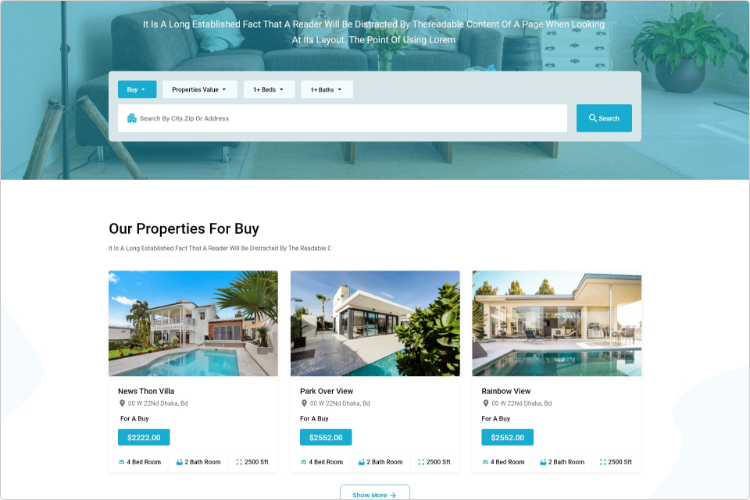 It Is A Long Established Fact That A Reader Will Be Distracted By Thereadable Content Of A Page When Looking
At Its Layout. The Point Of Using Lorem
Buy
Properties Value
1+ Beds
1+ Baths
Search By City.Zip Or Address
Search
Our Properties For Buy
It Is A Long Established Fact That A Reader Will Be Distracted By The Readable C
News Thon Villa
00 W 22Nd Dhaka, Bd
For A Buy
$2222.00
4 Bed Room
2 Bath Room
2500 Sft
Park Over View
00 W 22Nd Dhaka, Bd
For A Buy
$2552.00
4 Bed Room
2 Bath Room
2500 Sft
Rainbow View
00 W 22Nd Dhaka, Bd
For A Buy
$2552.00
4 Bed Room
2 Bath Room
2500 Sft
Show More